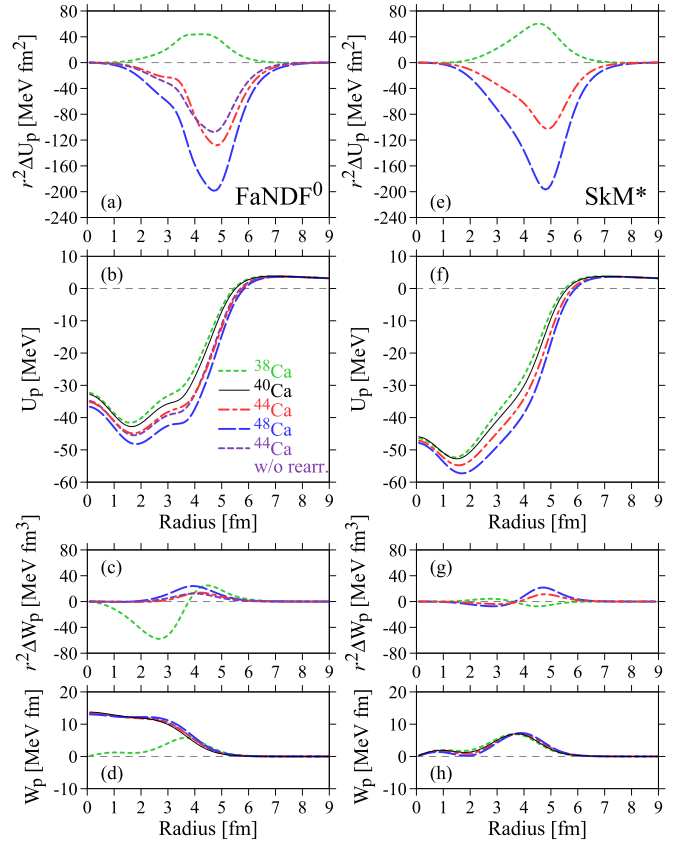 80
40
0
-40
-80
-120
-160
-200
-240
r²ΔUp [MeV fm²]
(a)
FaNDF⁰
0 1 2 3 4 5 6 7 8 9
80
40
0
-40
-80
-120
-160
-200
-240
r²ΔUp [MeV fm²]
(e)
SkM*
0 1 2 3 4 5 6 7 8 9
10
0
-10
-20
-30
-40
-50
-60
Up [MeV]
(b)
³⁸Ca
⁴⁰Ca
⁴⁴Ca
⁴⁸Ca
⁴⁴Ca
w/o rearr.
0 1 2 3 4 5 6 7 8 9
Radius [fm]
10
0
-10
-20
-30
-40
-50
-60
Up [MeV]
(f)
0 1 2 3 4 5 6 7 8 9
Radius [fm]
80
40
0
-40
-80
r²ΔWp [MeV fm³]
(c)
0 1 2 3 4 5 6 7 8 9
80
40
0
-40
-80
r²ΔWp [MeV fm³]
(g)
0 1 2 3 4 5 6 7 8 9
20
10
0
-10
Wp [MeV fm]
(d)
0 1 2 3 4 5 6 7 8 9
Radius [fm]
20
10
0
-10
Wp [MeV fm]
(h)
0 1 2 3 4 5 6 7 8 9
Radius [fm]